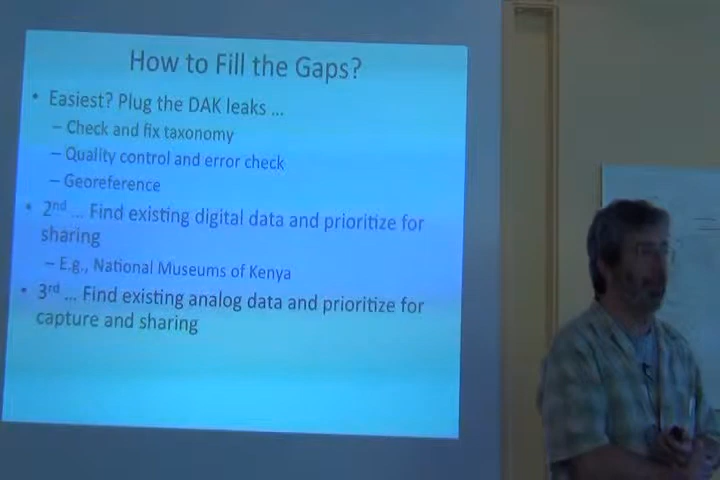 How to Fill the Gaps?
• Easiest? Plug the DAK leaks ...
– Check and fix taxonomy
– Quality control and error check
– Georeference
• 2nd ... Find existing digital data and prioritize for
sharing
– E.g., National Museums of Kenya
• 3rd ... Find existing analog data and prioritize for
capture and sharing